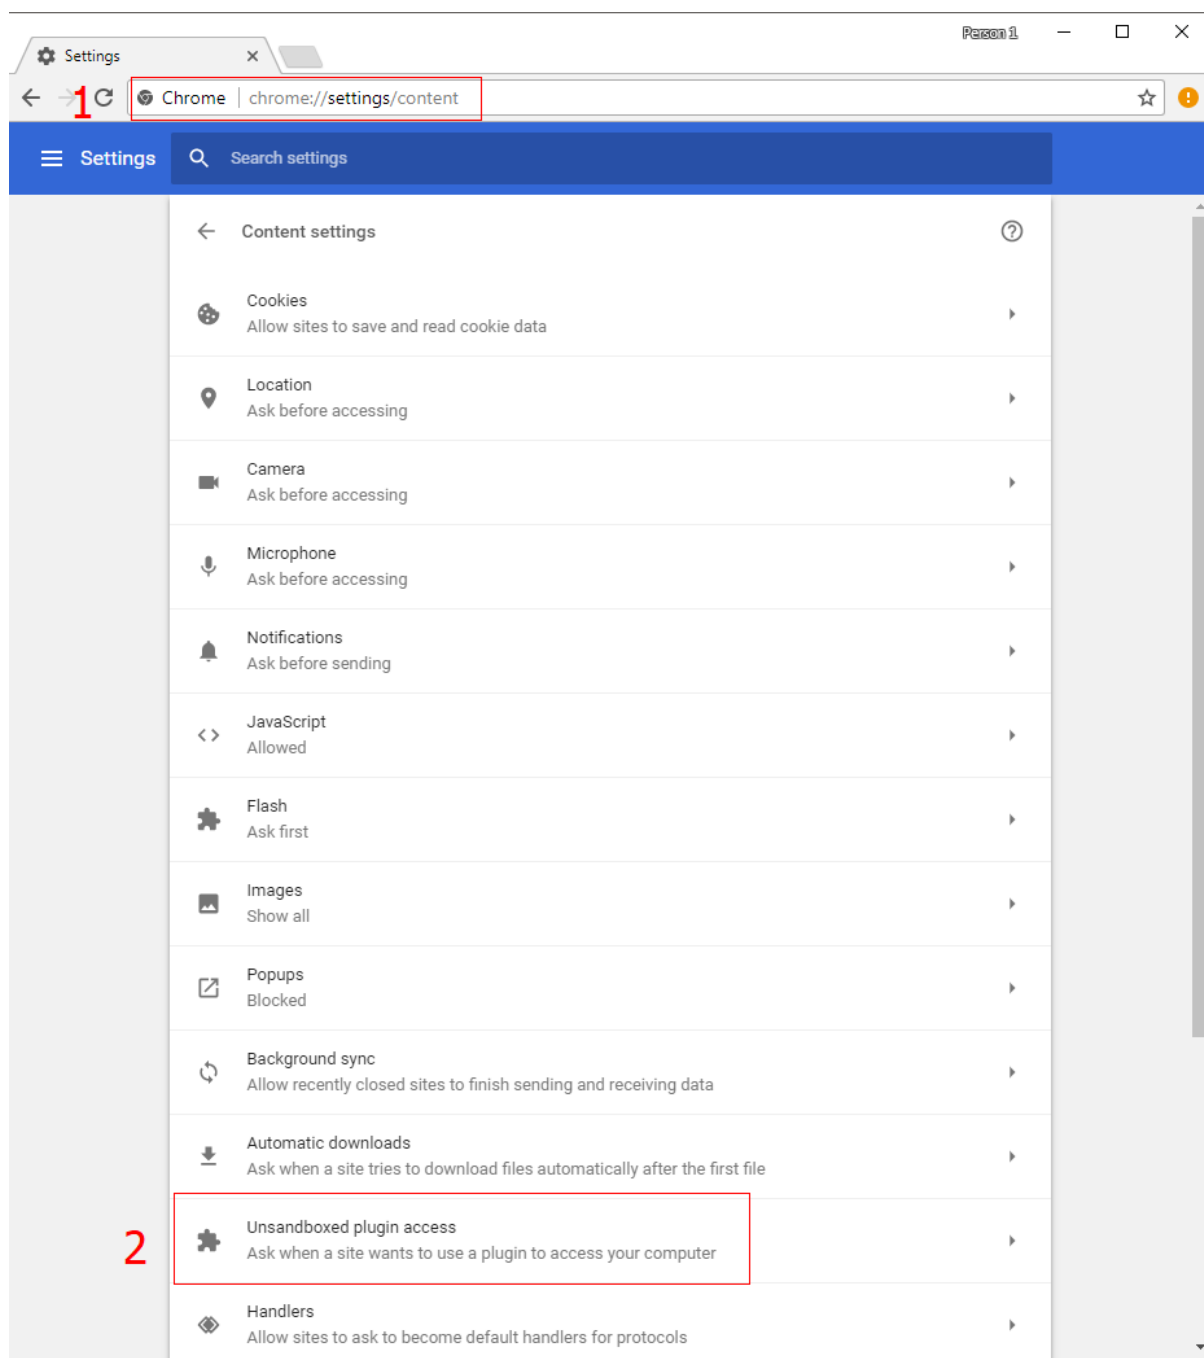 Person 1
Settings
1
Chrome | chrome://settings/content
Settings
Search settings
Content settings
Cookies
Allow sites to save and read cookie data
Location
Ask before accessing
Camera
Ask before accessing
Microphone
Ask before accessing
Notifications
Ask before sending
JavaScript
Allowed
Flash
Ask first
Images
Show all
Popups
Blocked
Background sync
Allow recently closed sites to finish sending and receiving data
Automatic downloads
Ask when a site tries to download files automatically after the first file
2
Unsandboxed plugin access
Ask when a site wants to use a plugin to access your computer
Handlers
Allow sites to ask to become default handlers for protocols